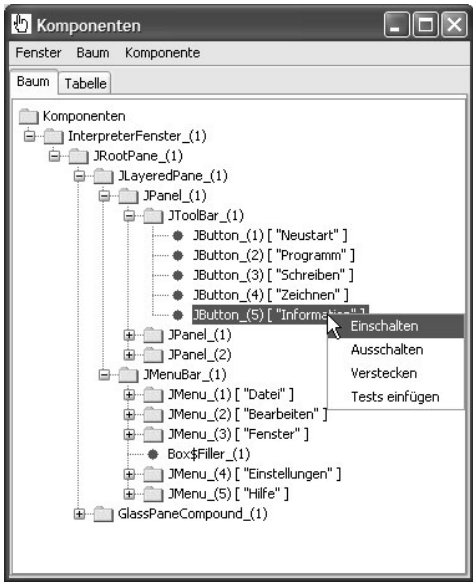 Komponenten
Fenster Baum Komponente
Baum Tabelle
Komponenten
InterpreterFenster_(1)
JRootPane_(1)
JLayeredPane_(1)
JPanel_(1)
JToolBar_(1)
JButton_(1) [ "Neustart" ]
JButton_(2) [ "Programm" ]
JButton_(3) [ "Schreiben" ]
JButton_(4) [ "Zeichnen" ]
JButton_(5) [ "Information" ]
Einschalten
JPanel_(1)
Ausschalten
JPanel_(2)
Verstecken
JMenuBar_(1)
Tests einfügen
JMenu_(1) [ "Datei" ]
JMenu_(2) [ "Bearbeiten" ]
JMenu_(3) [ "Fenster" ]
Box$Filler_(1)
JMenu_(4) [ "Einstellungen" ]
JMenu_(5) [ "Hilfe" ]
GlassPaneCompound_(1)